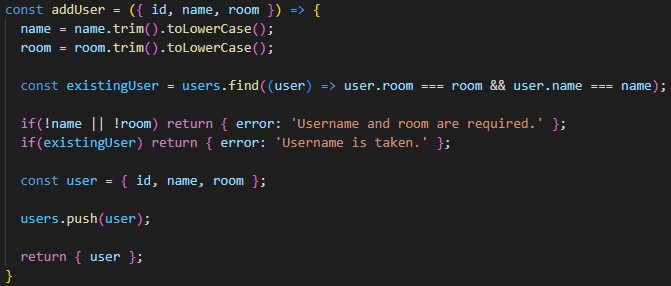 const addUser = ({ id, name, room }) => {
  name = name.trim().toLowerCase();
  room = room.trim().toLowerCase();

  const existingUser = users.find((user) => user.room === room && user.name === name);

  if(!name || !room) return { error: 'Username and room are required.' };
  if(existingUser) return { error: 'Username is taken.' };

  const user = { id, name, room };

  users.push(user);

  return { user };
}